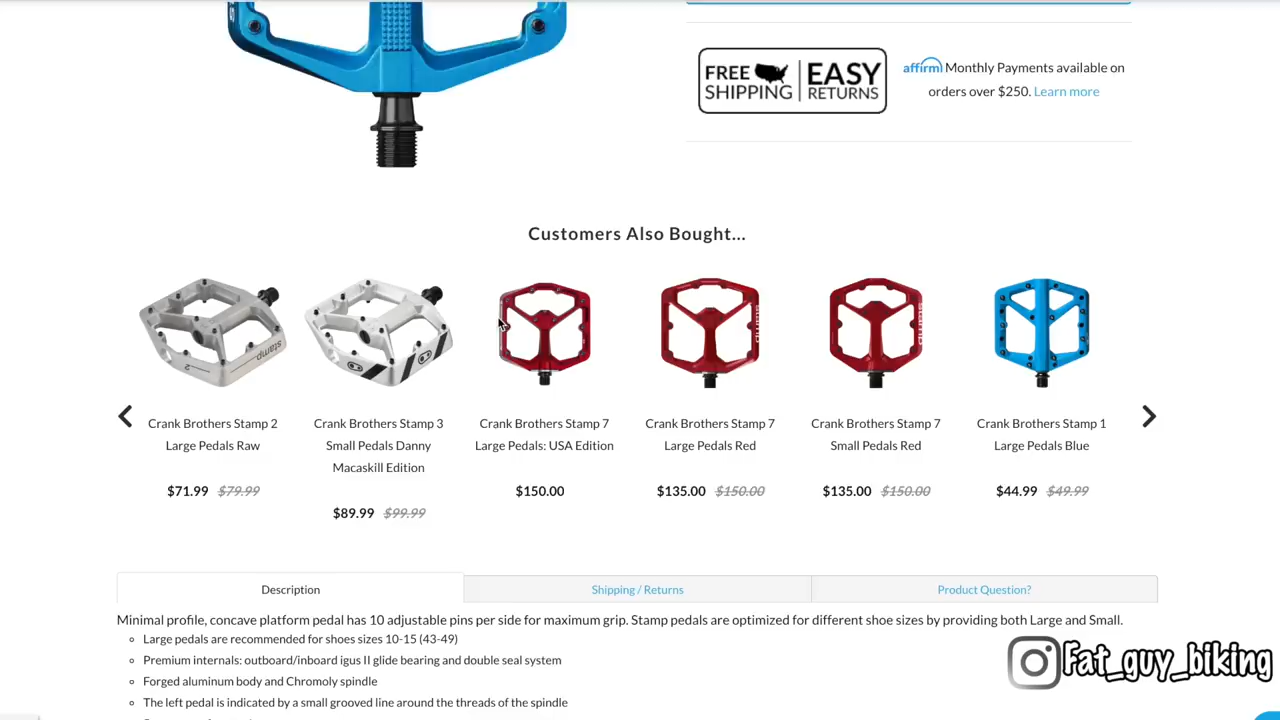 FREE SHIPPING | EASY RETURNS
affirm Monthly Payments available on
orders over $250. Learn more
Customers Also Bought...
stamp
2
stamp
stamp
Crank Brothers Stamp 2
Large Pedals Raw
$71.99 $79.99
Crank Brothers Stamp 3
Small Pedals Danny
Macaskill Edition
$89.99 $99.99
Crank Brothers Stamp 7
Large Pedals: USA Edition
$150.00
Crank Brothers Stamp 7
Large Pedals Red
$135.00 $150.00
Crank Brothers Stamp 7
Small Pedals Red
$135.00 $150.00
Crank Brothers Stamp 1
Large Pedals Blue
$44.99 $49.99
Description
Shipping / Returns
Product Question?
Minimal profile, concave platform pedal has 10 adjustable pins per side for maximum grip. Stamp pedals are optimized for different shoe sizes by providing both Large and Small.
Large pedals are recommended for shoes sizes 10-15 (43-49)
Premium internals: outboard/inboard igus II glide bearing and double seal system
Forged aluminum body and Chromoly spindle
The left pedal is indicated by a small grooved line around the threads of the spindle
Fat_guy_biking